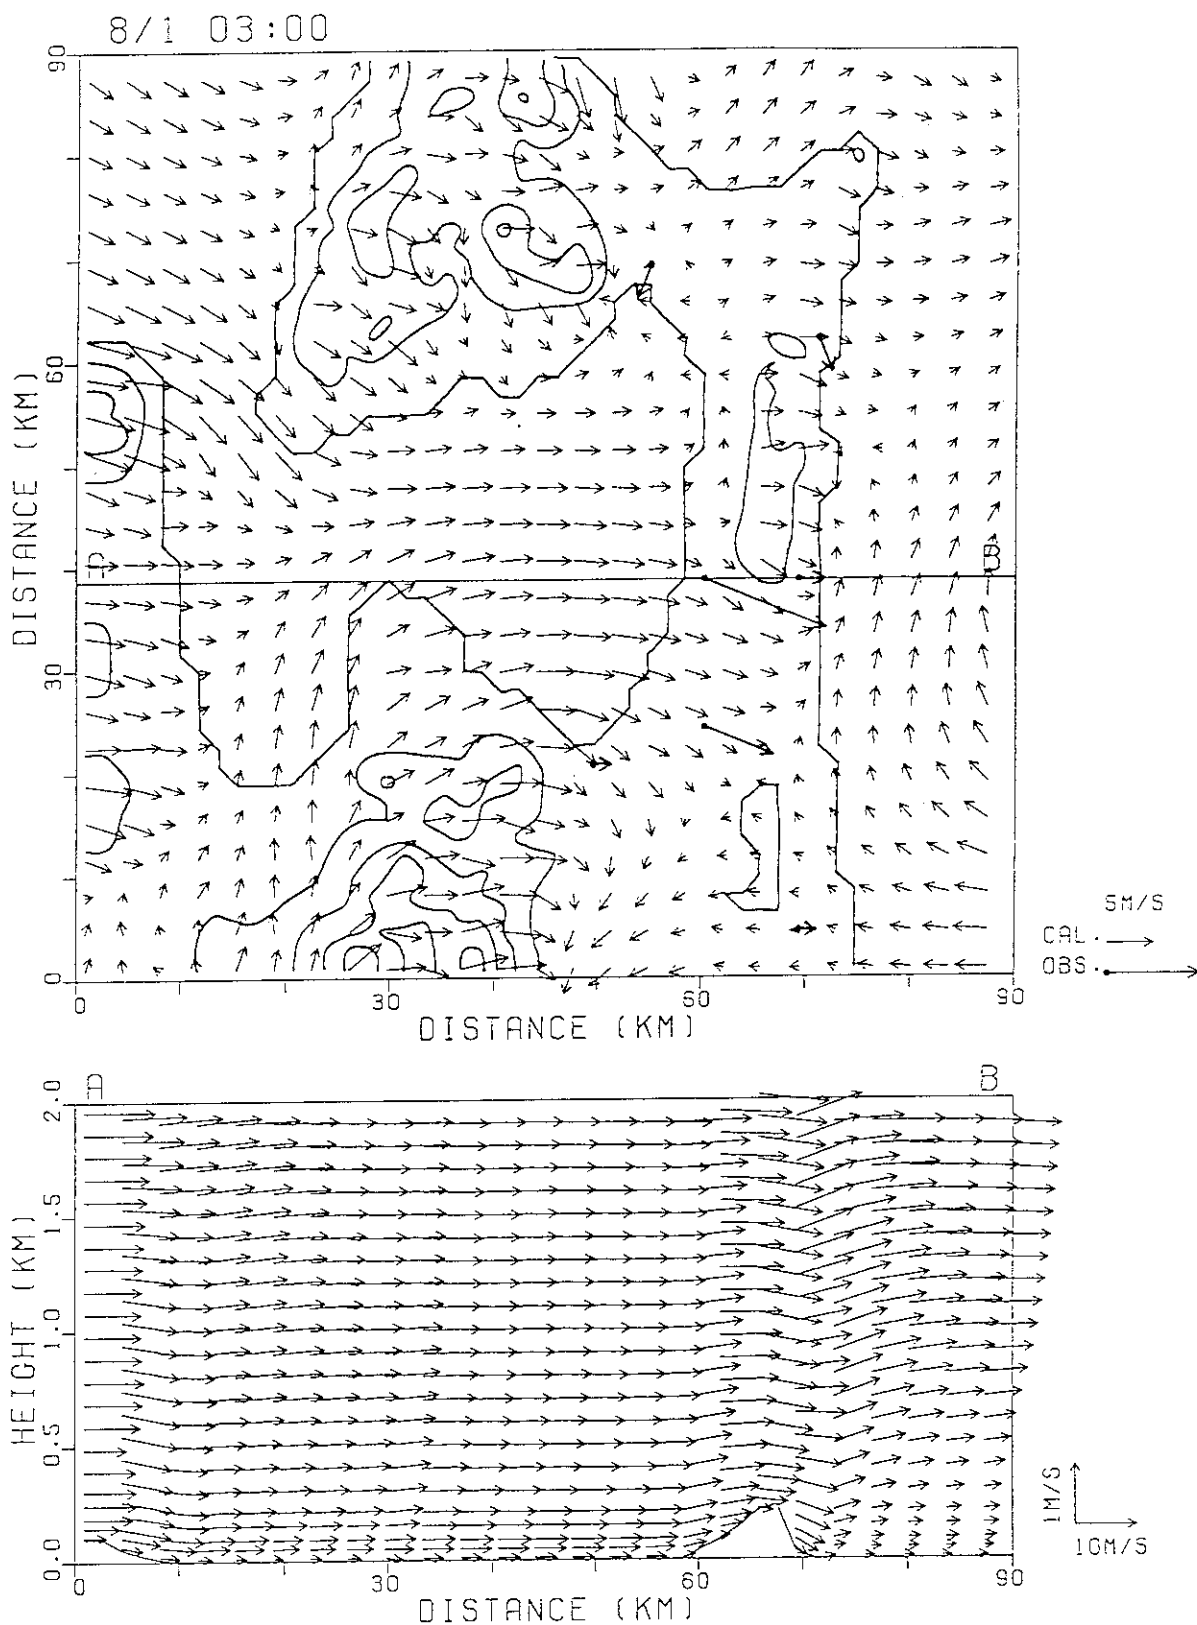 8/1 03:00
90
60
30
0
DISTANCE (KM)
A
B
0
30
60
90
DISTANCE (KM)
5M/S
CAL.
OBS.
A
B
2.0
1.5
1.0
0.5
0.0
HEIGHT (KM)
0
30
60
90
DISTANCE (KM)
1M/S
10M/S